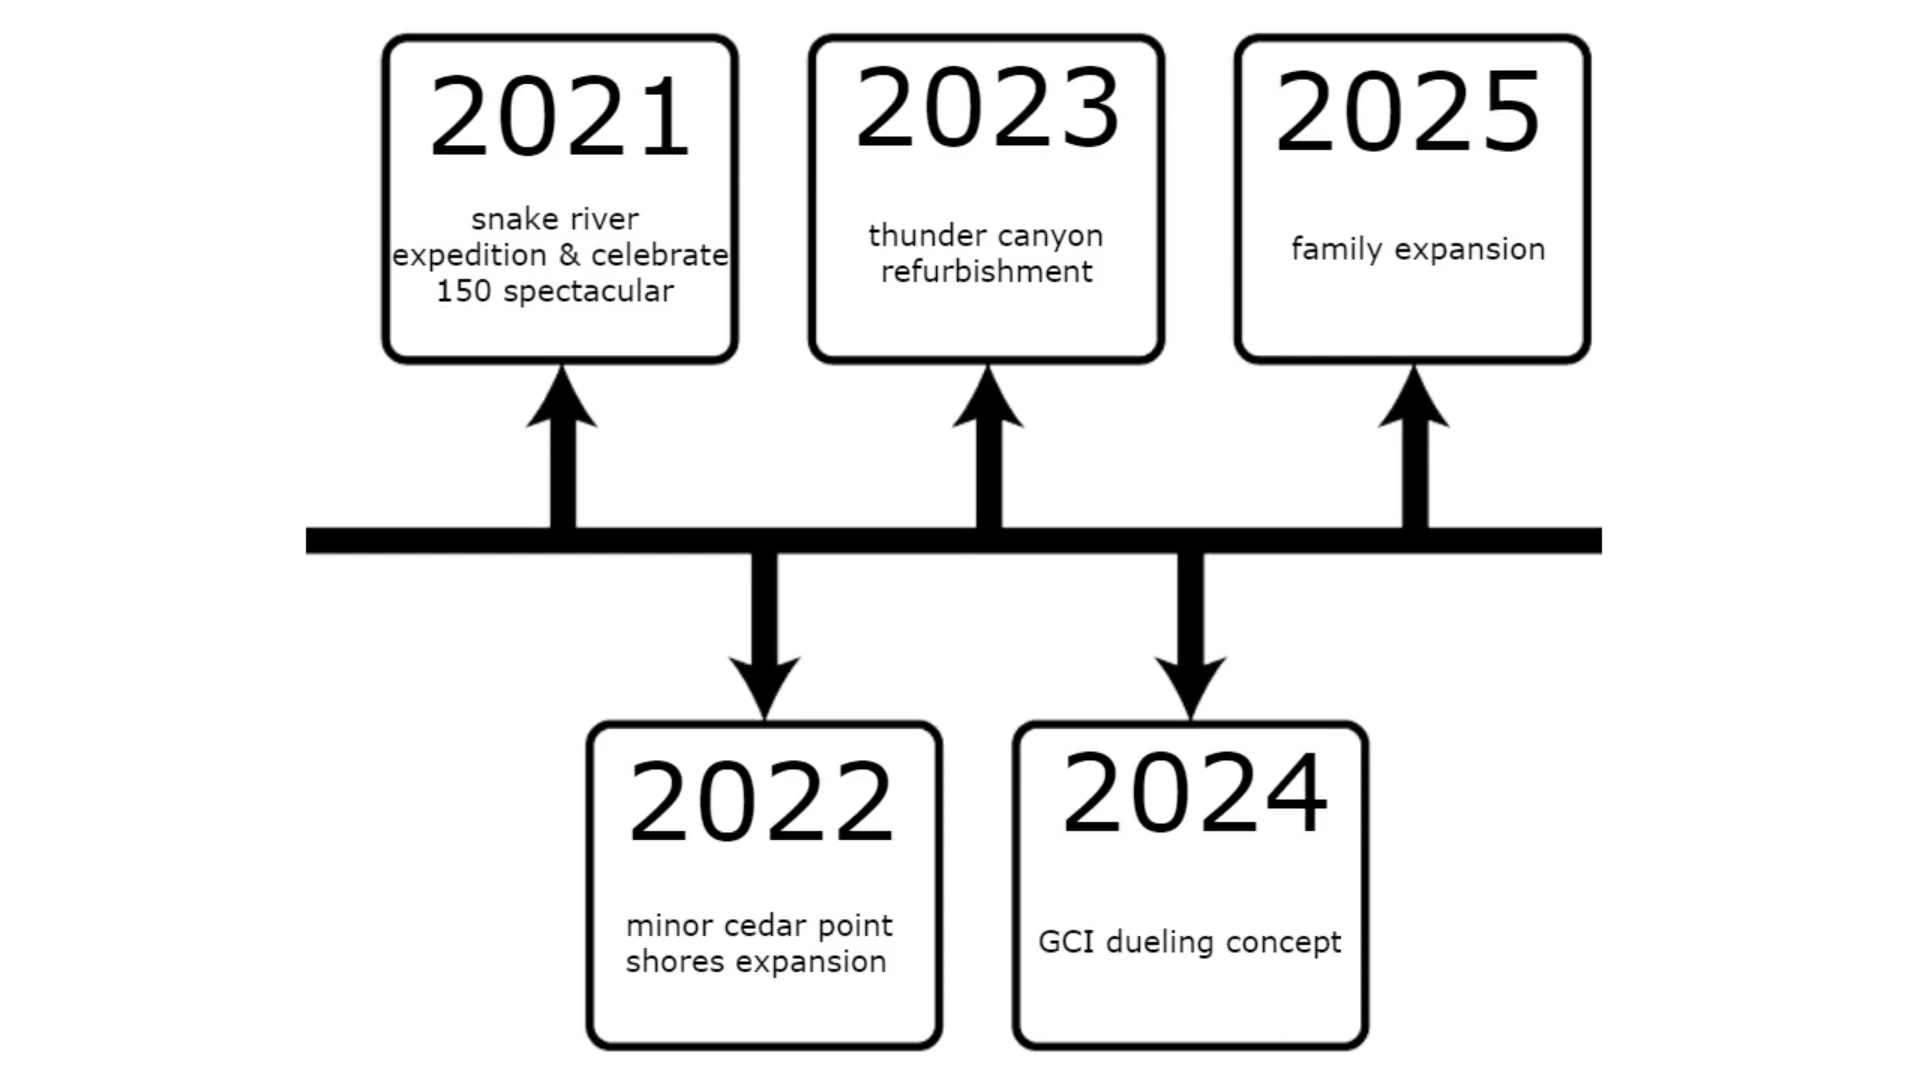 2021
snake river
expedition & celebrate
150 spectacular
2023
thunder canyon
refurbishment
2025
family expansion
2022
minor cedar point
shores expansion
2024
GCI dueling concept